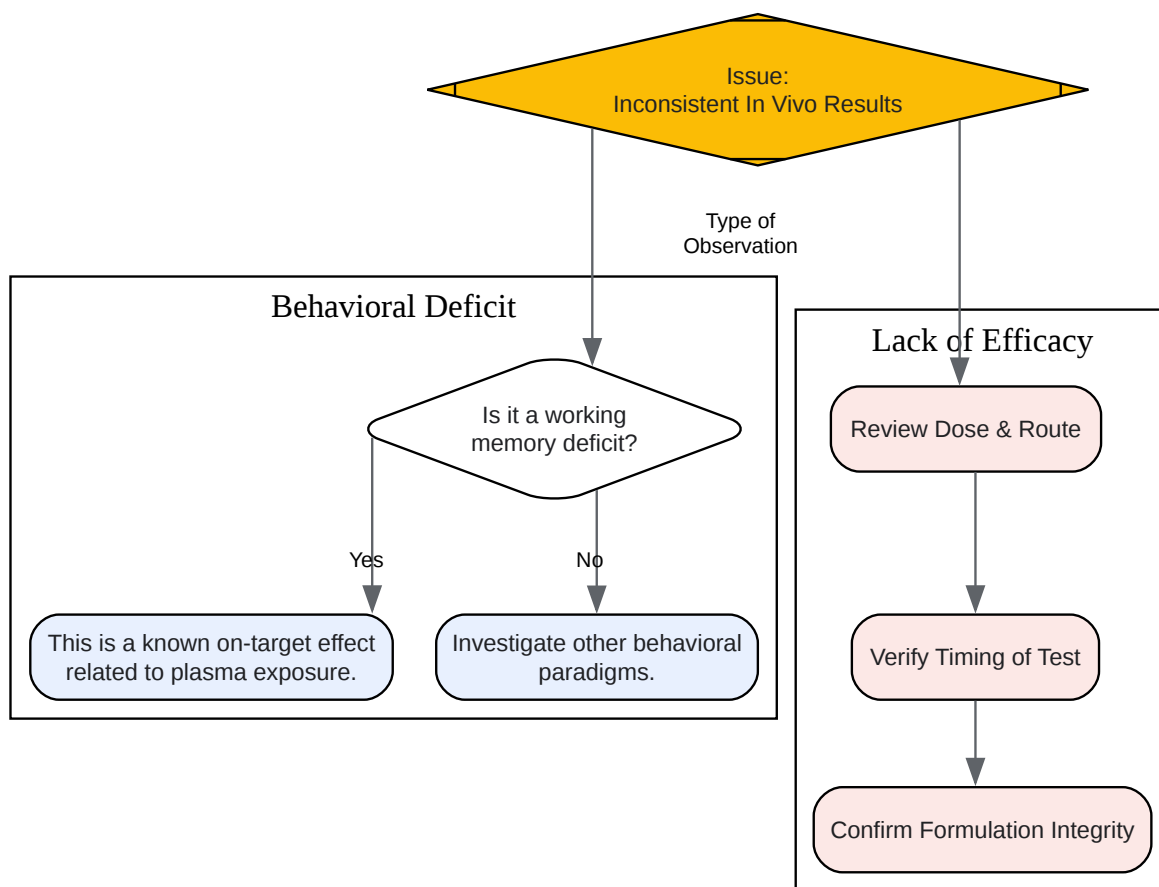 Issue:
Inconsistent In Vivo Results
Type of
Observation
Behavioral Deficit
Is it a working
memory deficit?
Yes
No
This is a known on-target effect
related to plasma exposure.
Investigate other behavioral
paradigms.
Lack of Efficacy
Review Dose & Route
Verify Timing of Test
Confirm Formulation Integrity